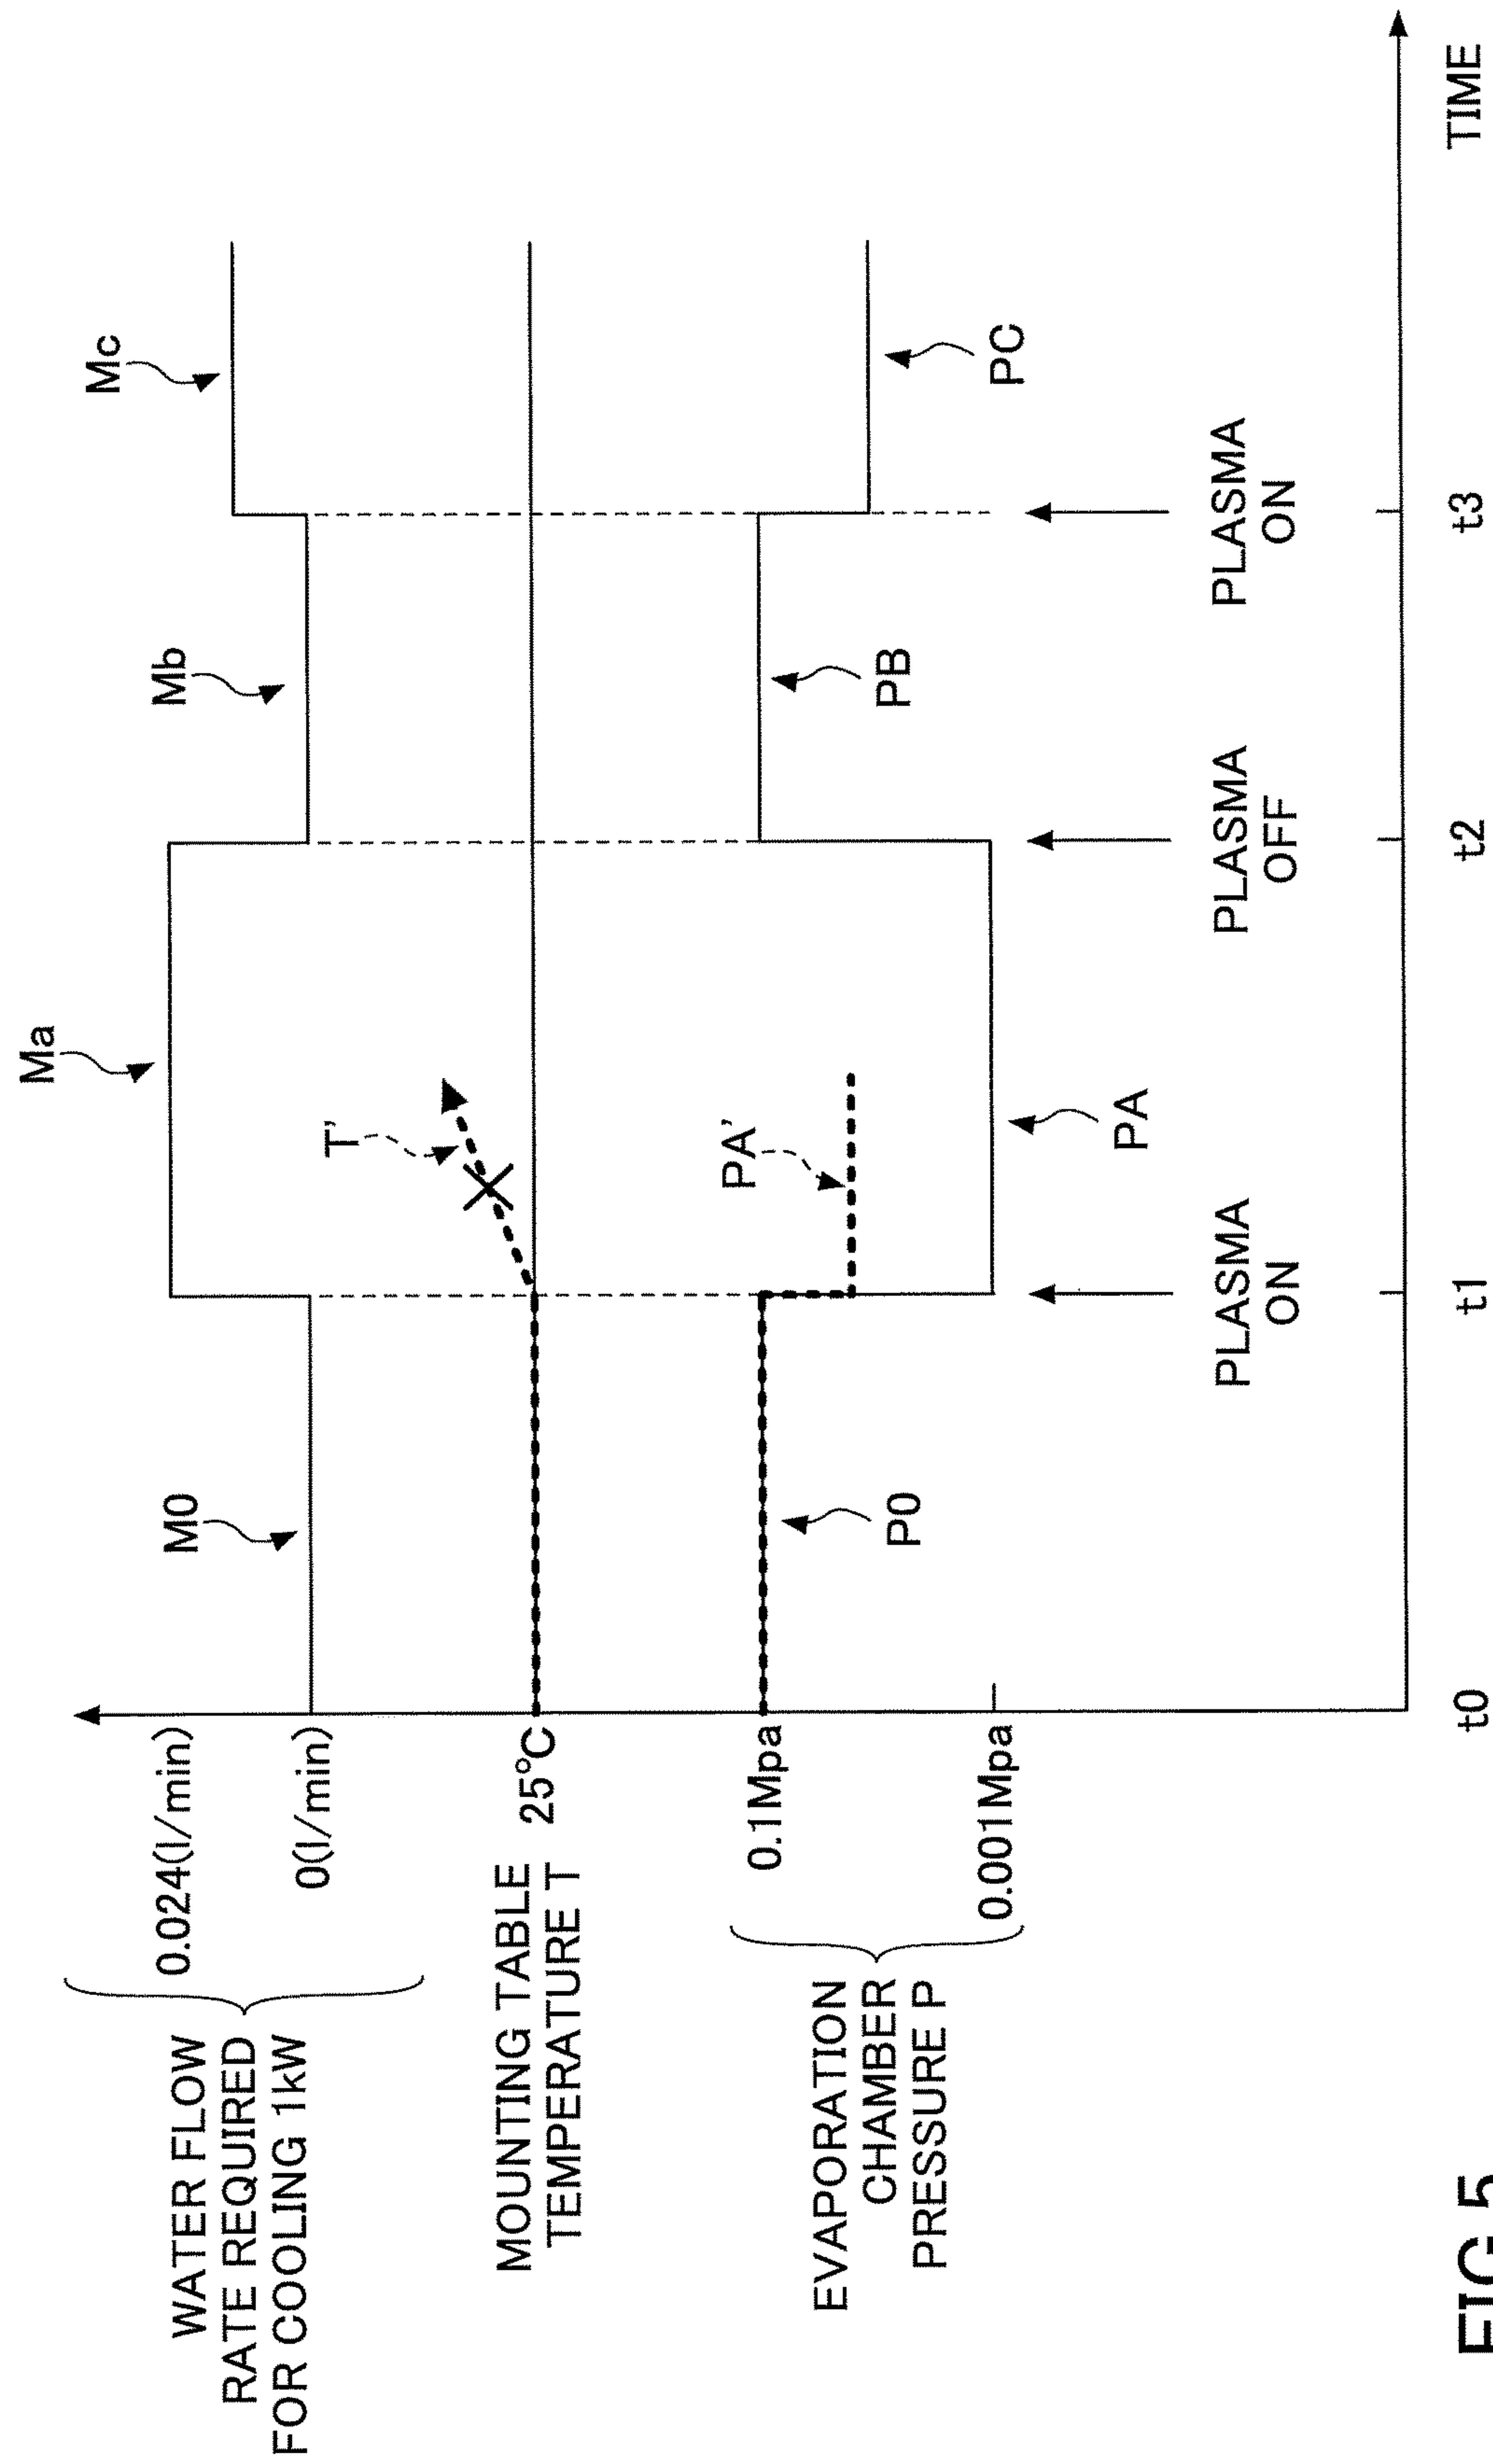 WATER FLOW
RATE REQUIRED
FOR COOLING 1kW
0.024(l/min)
0(l/min)
MOUNTING TABLE
TEMPERATURE T
25°C
EVAPORATION
CHAMBER
PRESSURE P
0.1Mpa
0.001Mpa
M0
Ma
Mb
Mc
T'
P0
PA'
PA
PB
PC
PLASMA
ON
PLASMA
OFF
PLASMA
ON
t0
t1
t2
t3
TIME
FIG.5